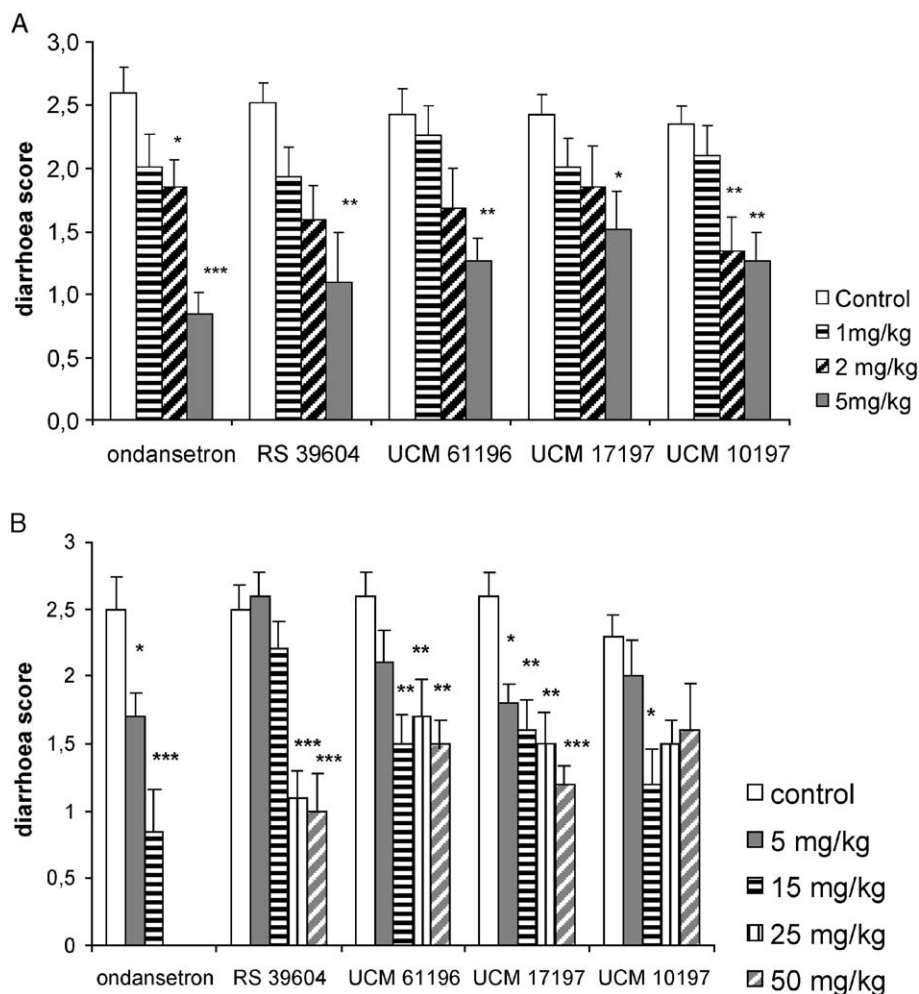 A
diarrhoea score
3,0
2,5
2,0
1,5
1,0
0,5
0,0
* *** ** ** * ** **
ondansetron RS 39604 UCM 61196 UCM 17197 UCM 10197
Control
1mg/kg
2 mg/kg
5mg/kg
B
diarrhoea score
3
2,5
2
1,5
1
0,5
0
* *** *** *** ** ** ** * ** ** *** *
ondansetron RS 39604 UCM 61196 UCM 17197 UCM 10197
control
5 mg/kg
15 mg/kg
25 mg/kg
50 mg/kg